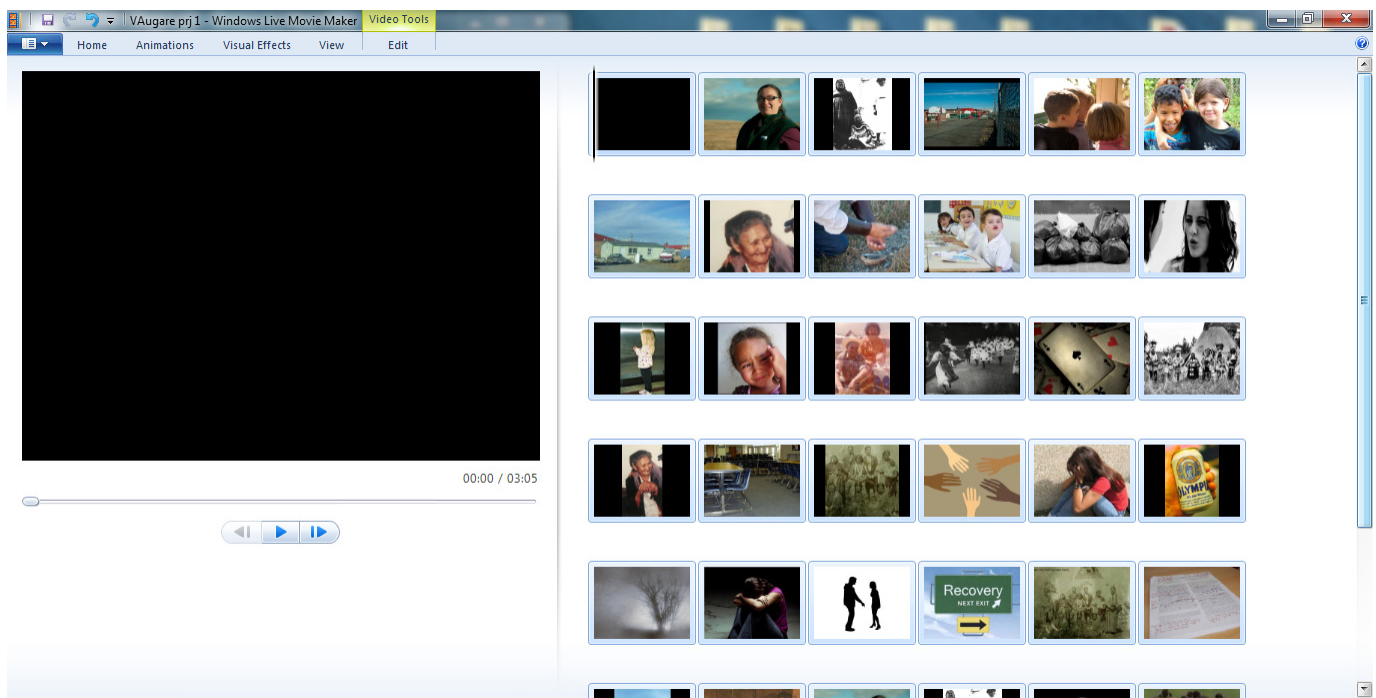 VAugare prj 1 - Windows Live Movie Maker
Video Tools
Home
Animations
Visual Effects
View
Edit
00:00 / 03:05
Recovery
NEXT EXIT